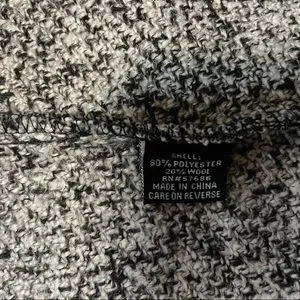 SHELL:
80% POLYESTER
20% WOOL
RN# 57686
MADE IN CHINA
CARE ON REVERSE